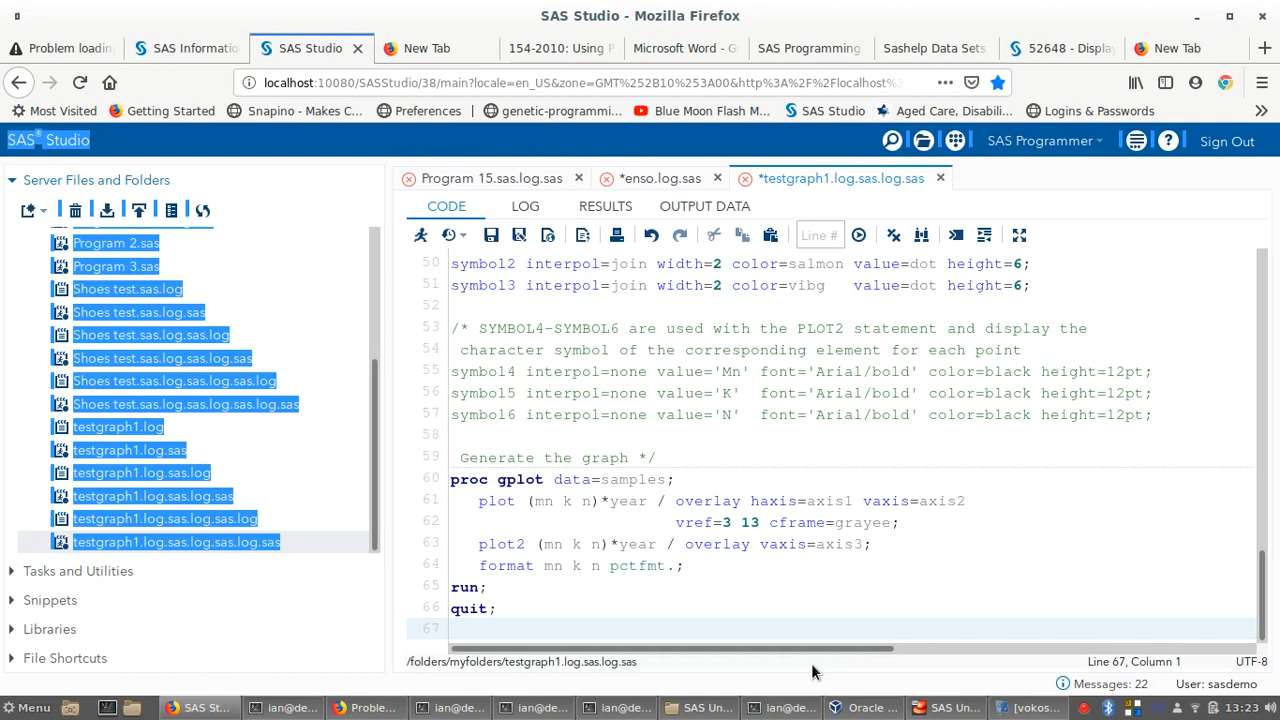 SAS Studio - Mozilla Firefox
Problem loadin
SAS Informatio
SAS Studio
New Tab
154-2010: Using P
Microsoft Word - G
SAS Programming
Sashelp Data Sets
52648 - Display
New Tab
localhost:10080/SASStudio/38/main?locale=en_US&zone=GMT%252B10%253A00&http%3A%2F%2Flocalhost
Most Visited
Getting Started
Snapino - Makes C...
Preferences
genetic-programmi...
Blue Moon Flash M...
SAS Studio
Aged Care, Disabili...
Logins & Passwords
SAS® Studio
SAS Programmer
Sign Out
Server Files and Folders
Program 2.sas
Program 3.sas
Shoes test.sas.log
Shoes test.sas.log.sas
Shoes test.sas.log.sas.log
Shoes test.sas.log.sas.log.sas
Shoes test.sas.log.sas.log.sas.log
Shoes test.sas.log.sas.log.sas.log.sas
testgraph1.log
testgraph1.log.sas
testgraph1.log.sas.log
testgraph1.log.sas.log.sas
testgraph1.log.sas.log.sas.log
testgraph1.log.sas.log.sas.log.sas
Tasks and Utilities
Snippets
Libraries
File Shortcuts
Program 15.sas.log.sas
*enso.log.sas
*testgraph1.log.sas.log.sas
CODE
LOG
RESULTS
OUTPUT DATA
Line #
50 symbol2 interpol=join width=2 color=salmon value=dot height=6;
51 symbol3 interpol=join width=2 color=vibg   value=dot height=6;
52
53 /* SYMBOL4-SYMBOL6 are used with the PLOT2 statement and display the
54  character symbol of the corresponding element for each point
55 symbol4 interpol=none value='Mn' font='Arial/bold' color=black height=12pt;
56 symbol5 interpol=none value='K'  font='Arial/bold' color=black height=12pt;
57 symbol6 interpol=none value='N'  font='Arial/bold' color=black height=12pt;
58
59  Generate the graph */
60 proc gplot data=samples;
61    plot (mn k n)*year / overlay haxis=axis1 vaxis=axis2
62                         vref=3 13 cframe=grayee;
63    plot2 (mn k n)*year / overlay vaxis=axis3;
64    format mn k n pctfmt.;
65 run;
66 quit;
67
/folders/myfolders/testgraph1.log.sas.log.sas
Line 67, Column 1
UTF-8
Messages: 22
User: sasdemo
Menu
SAS St...
ian@de...
Proble...
ian@de...
ian@de...
ian@de...
SAS Un...
ian@de...
Oracle ...
SAS Un...
[vokos...
13:23